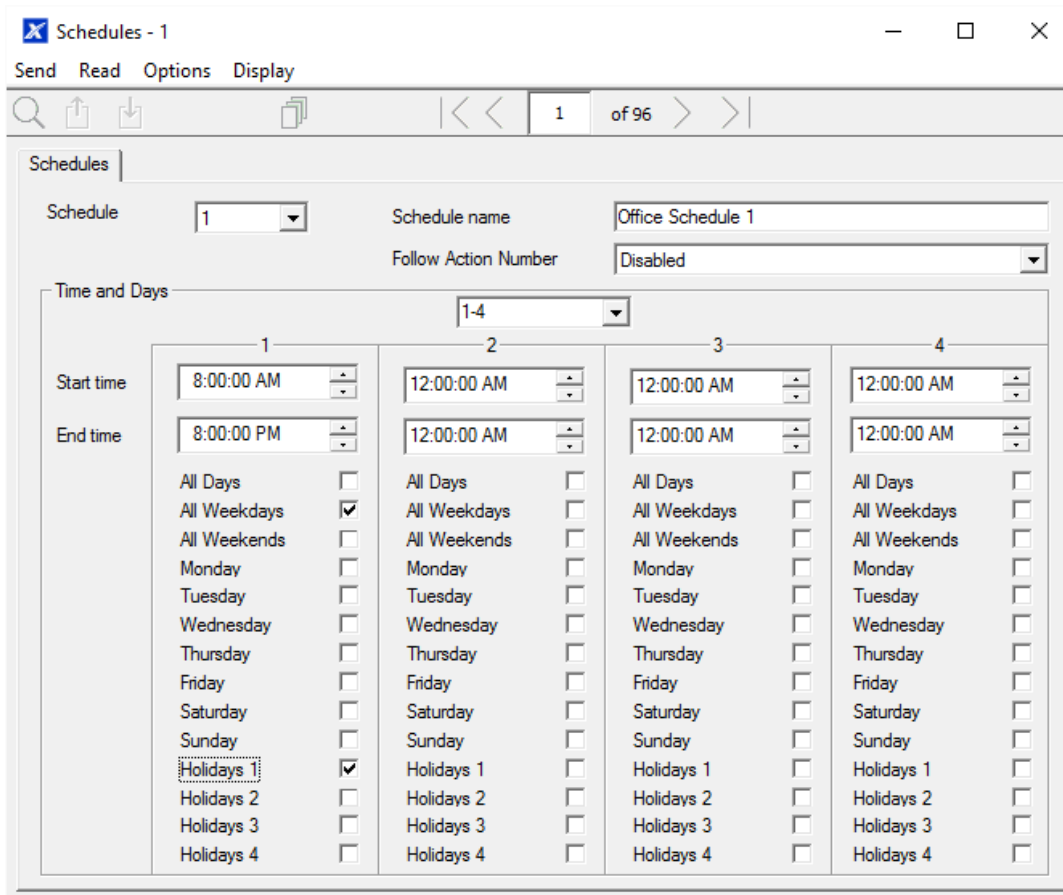 Schedules - 1
Send Read Options Display
1 of 96
Schedules
Schedule 1 Schedule name Office Schedule 1
Follow Action Number Disabled
Time and Days 1-4
1 2 3 4
Start time 8:00:00 AM 12:00:00 AM 12:00:00 AM 12:00:00 AM
End time 8:00:00 PM 12:00:00 AM 12:00:00 AM 12:00:00 AM
All Days All Days All Days All Days
All Weekdays All Weekdays All Weekdays All Weekdays
All Weekends All Weekends All Weekends All Weekends
Monday Monday Monday Monday
Tuesday Tuesday Tuesday Tuesday
Wednesday Wednesday Wednesday Wednesday
Thursday Thursday Thursday Thursday
Friday Friday Friday Friday
Saturday Saturday Saturday Saturday
Sunday Sunday Sunday Sunday
Holidays 1 Holidays 1 Holidays 1 Holidays 1
Holidays 2 Holidays 2 Holidays 2 Holidays 2
Holidays 3 Holidays 3 Holidays 3 Holidays 3
Holidays 4 Holidays 4 Holidays 4 Holidays 4